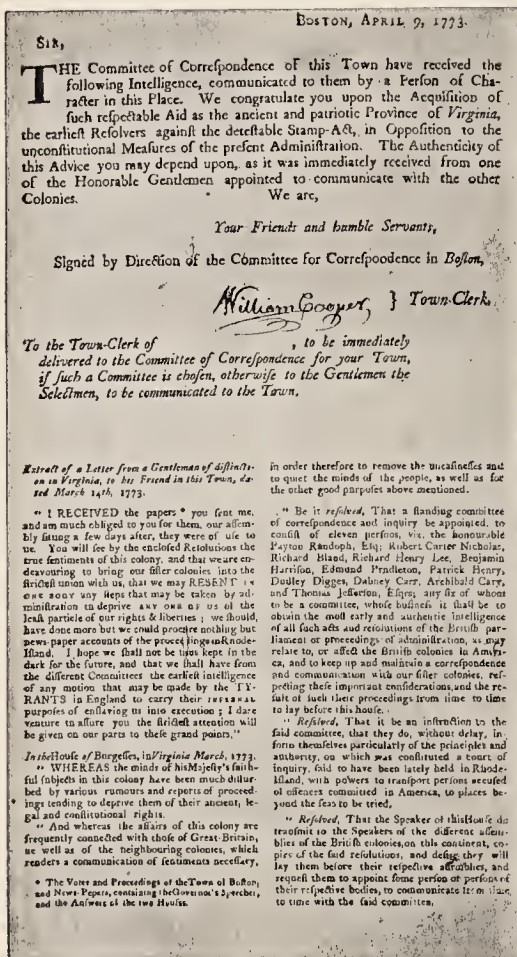 BOSTON, APRIL 9, 1773.
SIR,
THE Committee of Correſpondence of this Town have received the
following Intelligence, communicated to them by a Perſon of Cha-
racter in this Place. We congratulate you upon the Acquiſition of
ſuch reſpectable Aid as the ancient and patriotic Province of Virginia,
the earlieſt Reſolvers againſt the deteſtable Stamp-Act, in Oppoſition to the
unconſtitutional Meaſures of the preſent Adminiſtration. The Authenticity of
this Advice you may depend upon, as it was immediately received from one
of the Honorable Gentlemen appointed to communicate with the other
Colonies. We are,
Your Friends and humble Servants,
Signed by Direction of the Committee for Correſpondence in Boſton,
William Cooper, } Town-Clerk.
To the Town-Clerk of , to be immediately
delivered to the Committee of Correſpondence for your Town,
if ſuch a Committee is choſen, otherwiſe to the Gentlemen the
Selectmen, to be communicated to the Town.
Extract of a Letter from a Gentleman of diſtincti-
on in Virginia, to his Friend in this Town, da-
ted March 14th, 1773.
" I RECEIVED the papers * you ſent me,
and am much obliged to you for them, our aſſem-
bly ſitting a few days after, they were of uſe to
us. You will ſee by the encloſed Reſolutions the
true ſentiments of this colony, and that we are en-
deavouring to bring our ſiſter colonies into the
ſtricteſt union with us, that we may RESENT IN
ONE BODY any ſteps that may be taken by ad-
miniſtration to deprive ANY ONE OF US of the
leaſt particle of our rights & liberties ; we ſhould,
have done more but we could procure nothing but
news paper accounts of the proceedings in Rhode-
Iſland. I hope we ſhall not be thus kept in the
dark for the future, and that we ſhall have from
the different Committees the earlieſt intelligence
of any motion that may be made by the TY-
RANTS in England to carry their INFERNAL
purpoſes of enſlaving us into execution ; I dare
venture to aſſure you the ſtricteſt attention will
be given on our parts to theſe grand points."
In the Houſe of Burgeſſes, in Virginia March, 1773.
" WHEREAS the minds of his Majeſty's faith-
ful ſubjects in this colony have been much diſtur-
bed by various rumours and reports of proceed-
ings tending to deprive them of their ancient, le-
gal and conſtitutional rights.
" And whereas the affairs of this colony are
frequently connected with thoſe of Great-Britain,
as well as of the neighbouring colonies, which
renders a communication of ſentiments neceſſary,
* The Votes and Proceedings of the Town of Boſton,
and News-Papers, containing the Governor's Speeches,
and the Anſwers of the two Houſes.
in order therefore to remove the uneaſineſſes and
to quiet the minds of the people, as well as for
the other good purpoſes above mentioned.
" Be it reſolved, That a ſtanding committee
of correſpondence and inquiry be appointed, to
conſiſt of eleven perſons, viz. the honourable
Payton Randoph, Eſq; Robert Carter Nicholas,
Richard Bland, Richard Henry Lee, Benjamin
Harriſon, Edmund Pendleton, Patrick Henry,
Dudley Digges, Dabney Carr, Archibald Cary,
and Thomas Jefferſon, Eſqrs; any ſix of whom
to be a committee, whoſe buſineſs it ſhall be to
obtain the moſt early and authentic intelligence
of all ſuch acts and reſolutions of the Britiſh par-
liament or proceedings of adminiſtration, as may
relate to, or affect the Britiſh colonies in Ameri-
ca, and to keep up and maintain a correſpondence
and communication with our ſiſter colonies, reſ-
pecting theſe important conſiderations, and the re-
ſult of ſuch their proceedings from time to time
to lay before this houſe.
" Reſolved, That it be an inſtruction to the
ſaid committee, that they do, without delay, in-
form themſelves particularly of the principles and
authority, on which was conſtituted a court of
inquiry, ſaid to have been lately held in Rhode-
Iſland, with powers to tranſport perſons accuſed
of offences committed in America, to places be-
yond the ſeas to be tried.
" Reſolved, That the Speaker of this Houſe do
tranſmit to the Speakers of the different aſſem-
blies of the Britiſh colonies, on this continent, co-
pies of the ſaid reſolutions, and deſire they will
lay them before their reſpective aſſemblies, and
requeſt them to appoint ſome perſon or perſons of
their reſpective bodies, to communicate from time
to time with the ſaid committee.